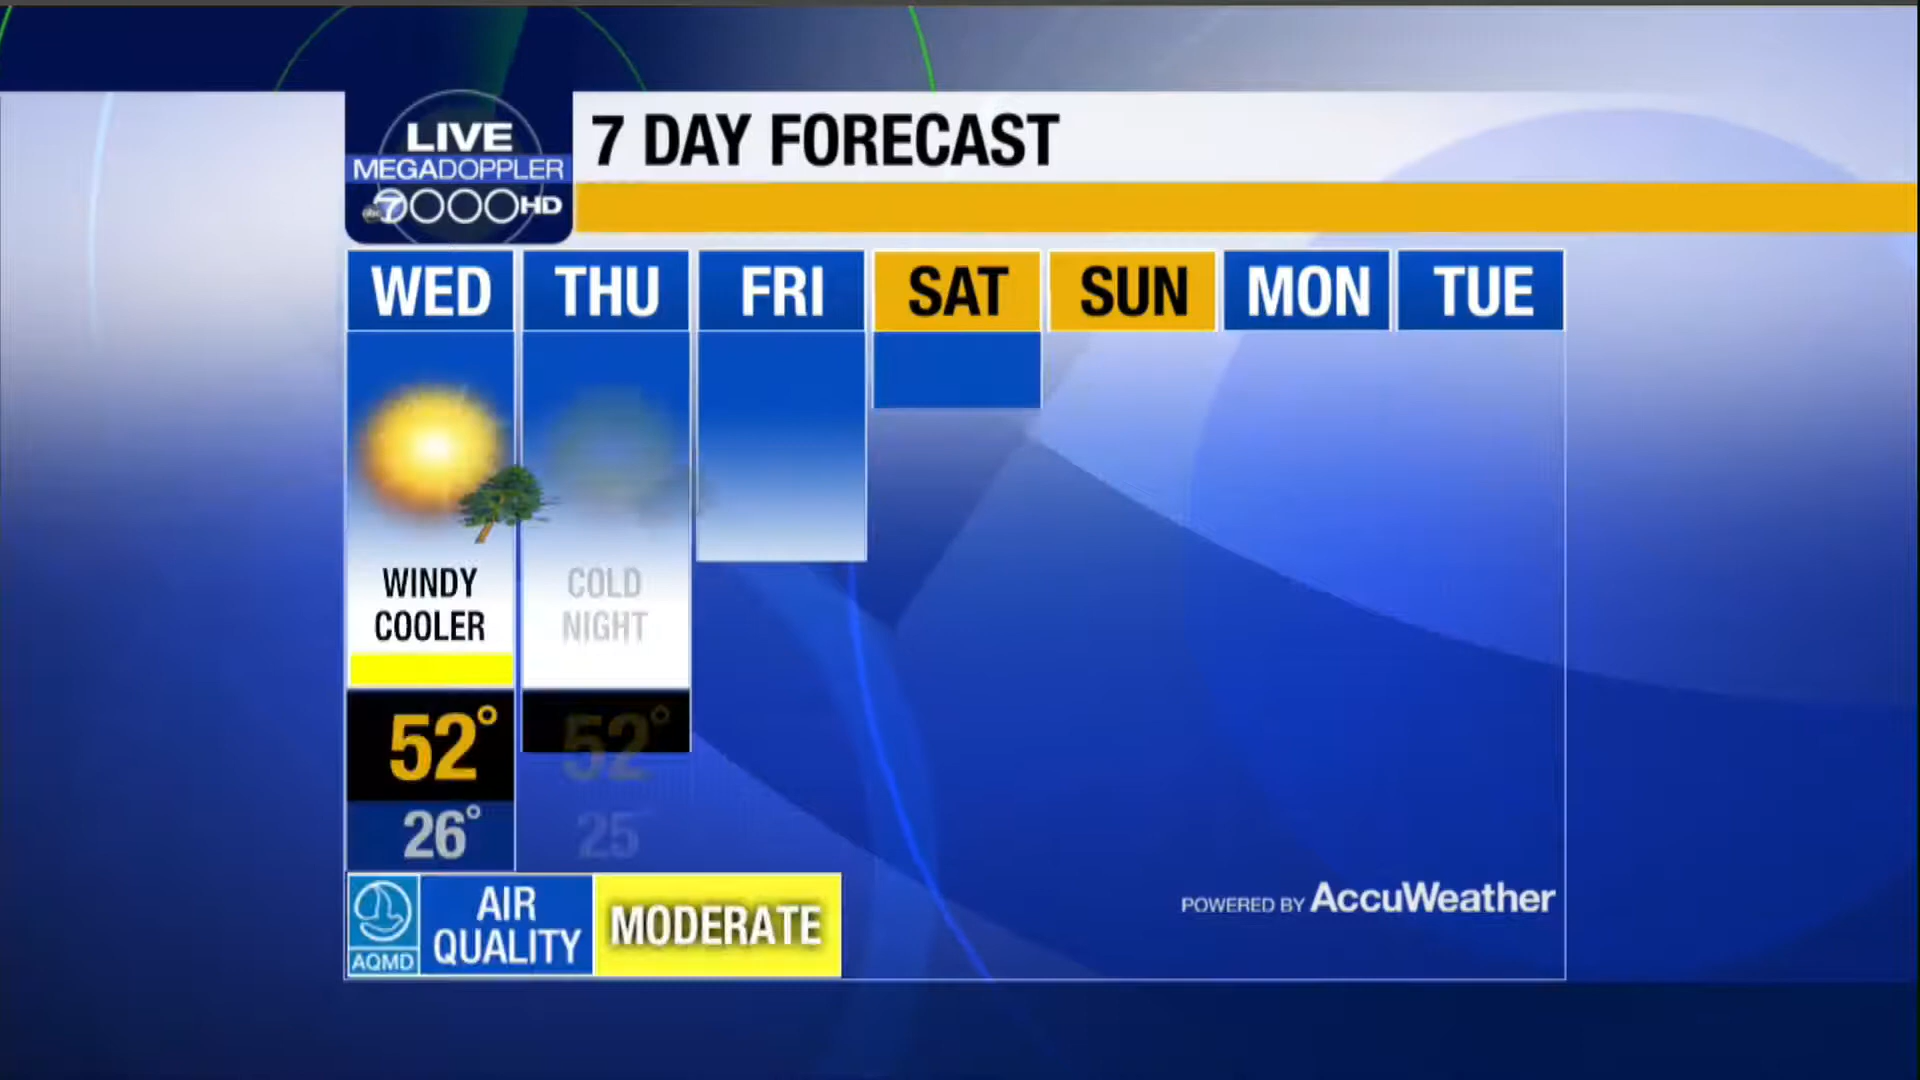 LIVE
MEGADOPPLER
abc 7000HD
7 DAY FORECAST
WED THU FRI SAT SUN MON TUE
WINDY
COOLER
COLD
NIGHT
52° 52°
26° 25
AQMD
AIR
QUALITY
MODERATE
POWERED BY AccuWeather